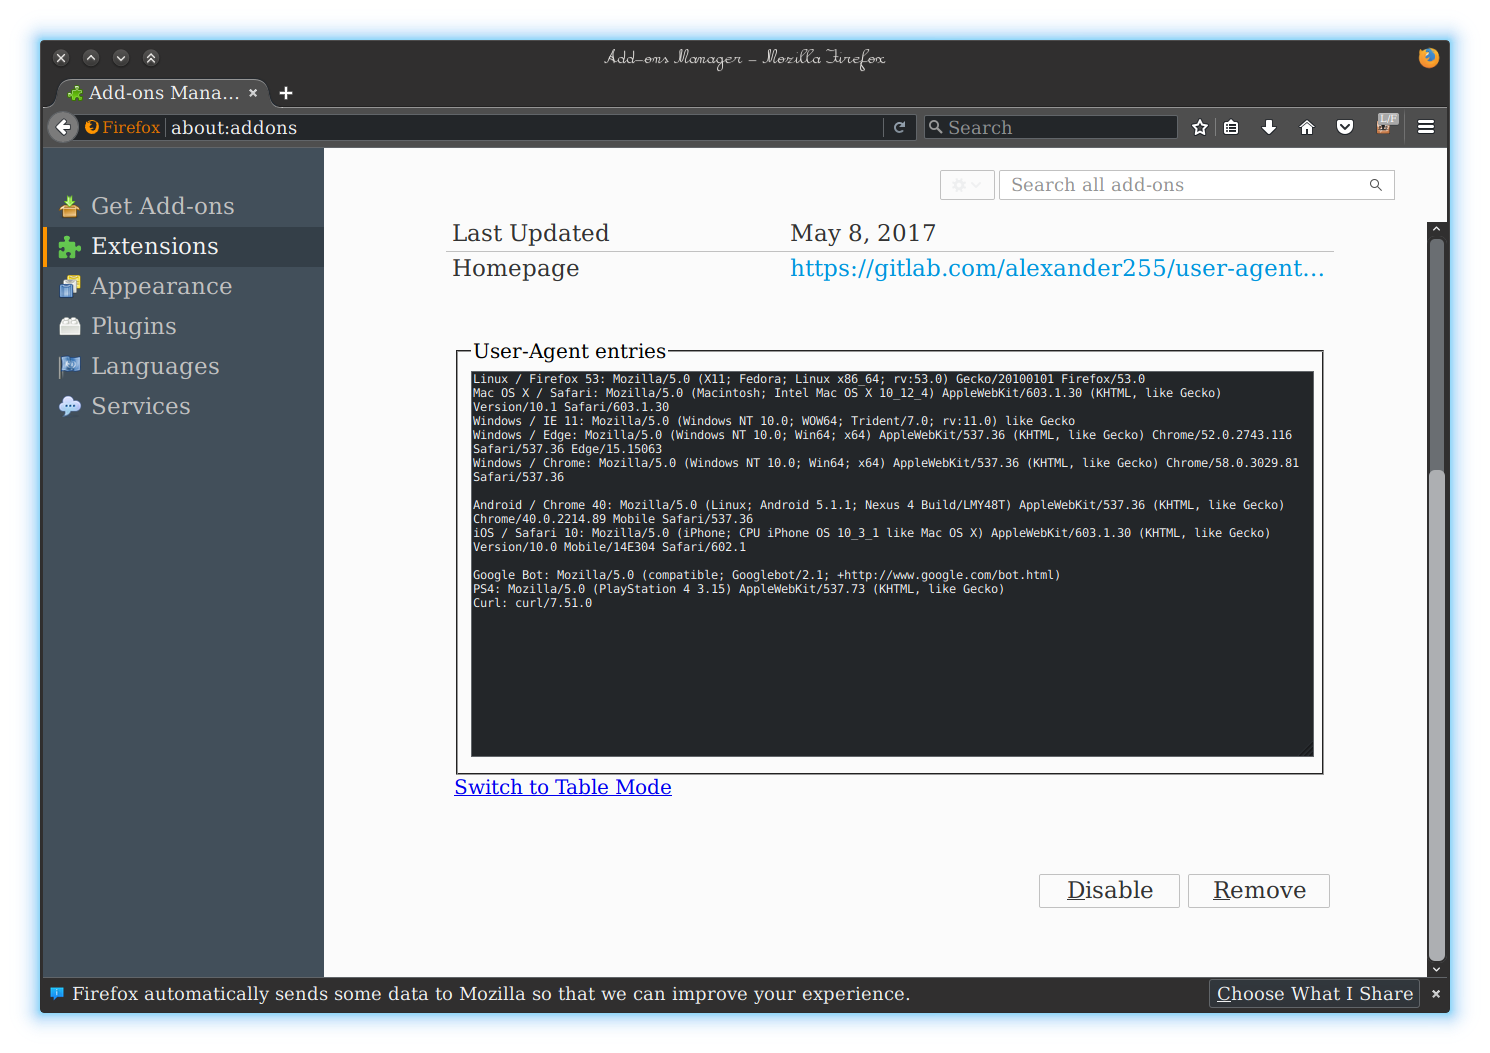 Add-ons Manager - Mozilla Firefox
Add-ons Mana...
Firefox about:addons
Search
L/F
Get Add-ons
Extensions
Appearance
Plugins
Languages
Services
Search all add-ons
Last Updated May 8, 2017
Homepage https://gitlab.com/alexander255/user-agent...
User-Agent entries
Linux / Firefox 53: Mozilla/5.0 (X11; Fedora; Linux x86_64; rv:53.0) Gecko/20100101 Firefox/53.0
Mac OS X / Safari: Mozilla/5.0 (Macintosh; Intel Mac OS X 10_12_4) AppleWebKit/603.1.30 (KHTML, like Gecko)
Version/10.1 Safari/603.1.30
Windows / IE 11: Mozilla/5.0 (Windows NT 10.0; WOW64; Trident/7.0; rv:11.0) like Gecko
Windows / Edge: Mozilla/5.0 (Windows NT 10.0; Win64; x64) AppleWebKit/537.36 (KHTML, like Gecko) Chrome/52.0.2743.116
Safari/537.36 Edge/15.15063
Windows / Chrome: Mozilla/5.0 (Windows NT 10.0; Win64; x64) AppleWebKit/537.36 (KHTML, like Gecko) Chrome/58.0.3029.81
Safari/537.36
Android / Chrome 40: Mozilla/5.0 (Linux; Android 5.1.1; Nexus 4 Build/LMY48T) AppleWebKit/537.36 (KHTML, like Gecko)
Chrome/40.0.2214.89 Mobile Safari/537.36
iOS / Safari 10: Mozilla/5.0 (iPhone; CPU iPhone OS 10_3_1 like Mac OS X) AppleWebKit/603.1.30 (KHTML, like Gecko)
Version/10.0 Mobile/14E304 Safari/602.1
Google Bot: Mozilla/5.0 (compatible; Googlebot/2.1; +http://www.google.com/bot.html)
PS4: Mozilla/5.0 (PlayStation 4 3.15) AppleWebKit/537.73 (KHTML, like Gecko)
Curl: curl/7.51.0
Switch to Table Mode
Disable Remove
Firefox automatically sends some data to Mozilla so that we can improve your experience.
Choose What I Share